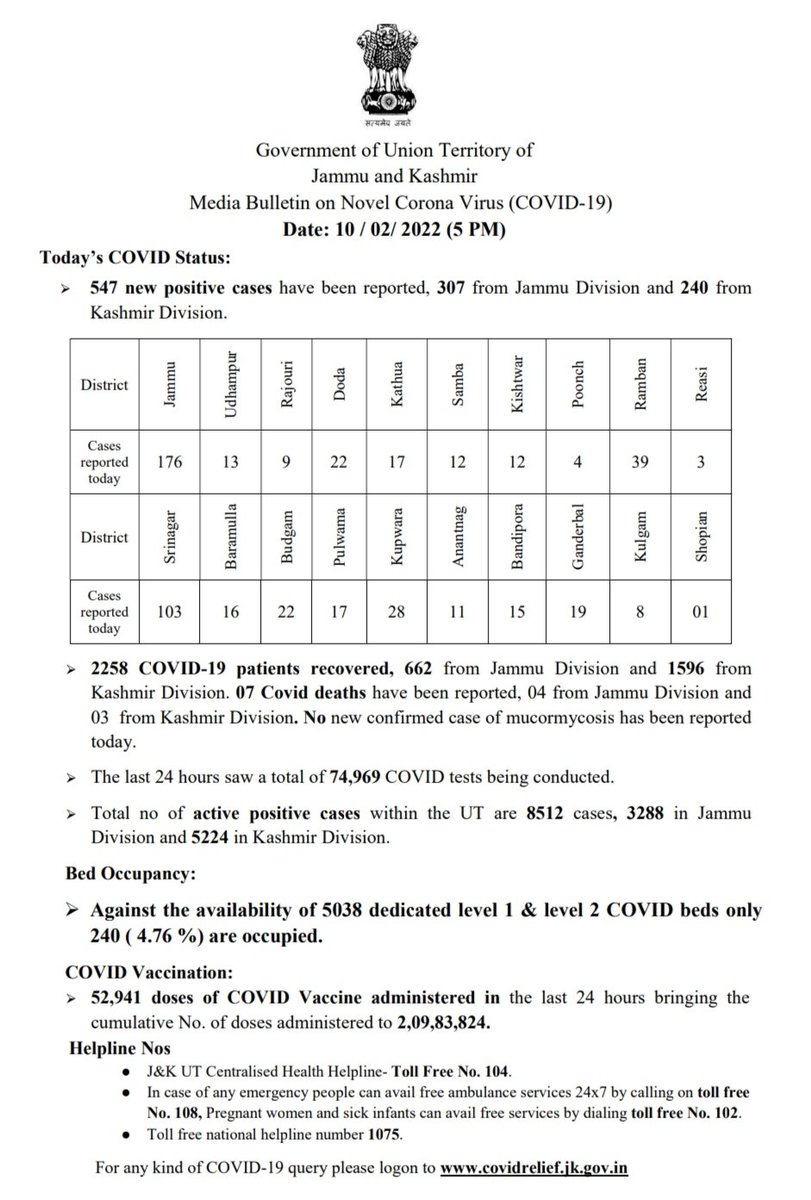 सत्यमेव जयते
Government of Union Territory of
Jammu and Kashmir
Media Bulletin on Novel Corona Virus (COVID-19)
Date: 10 / 02/ 2022 (5 PM)
Today’s COVID Status:
➢ 547 new positive cases have been reported, 307 from Jammu Division and 240 from
Kashmir Division.
District Jammu Udhampur Rajouri Doda Kathua Samba Kishtwar Poonch Ramban Reasi
Cases
reported
today 176 13 9 22 17 12 12 4 39 3
District Srinagar Baramulla Budgam Pulwama Kupwara Anantnag Bandipora Ganderbal Kulgam Shopian
Cases
reported
today 103 16 22 17 28 11 15 19 8 01
➢ 2258 COVID-19 patients recovered, 662 from Jammu Division and 1596 from
Kashmir Division. 07 Covid deaths have been reported, 04 from Jammu Division and
03 from Kashmir Division. No new confirmed case of mucormycosis has been reported
today.
➢ The last 24 hours saw a total of 74,969 COVID tests being conducted.
➢ Total no of active positive cases within the UT are 8512 cases, 3288 in Jammu
Division and 5224 in Kashmir Division.
Bed Occupancy:
➢ Against the availability of 5038 dedicated level 1 & level 2 COVID beds only
240 ( 4.76 %) are occupied.
COVID Vaccination:
➢ 52,941 doses of COVID Vaccine administered in the last 24 hours bringing the
cumulative No. of doses administered to 2,09,83,824.
Helpline Nos
● J&K UT Centralised Health Helpline- Toll Free No. 104.
● In case of any emergency people can avail free ambulance services 24x7 by calling on toll free
No. 108, Pregnant women and sick infants can avail free services by dialing toll free No. 102.
● Toll free national helpline number 1075.
For any kind of COVID-19 query please logon to www.covidrelief.jk.gov.in